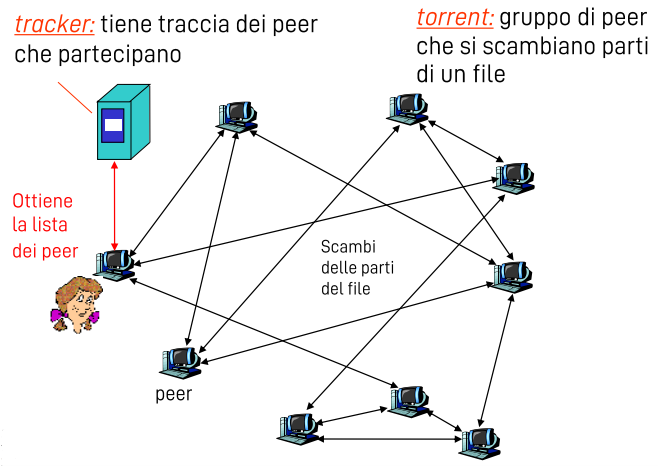 tracker: tiene traccia dei peer
che partecipano
torrent: gruppo di peer
che si scambiano parti
di un file
Ottiene
la lista
dei peer
Scambi
delle parti
del file
peer